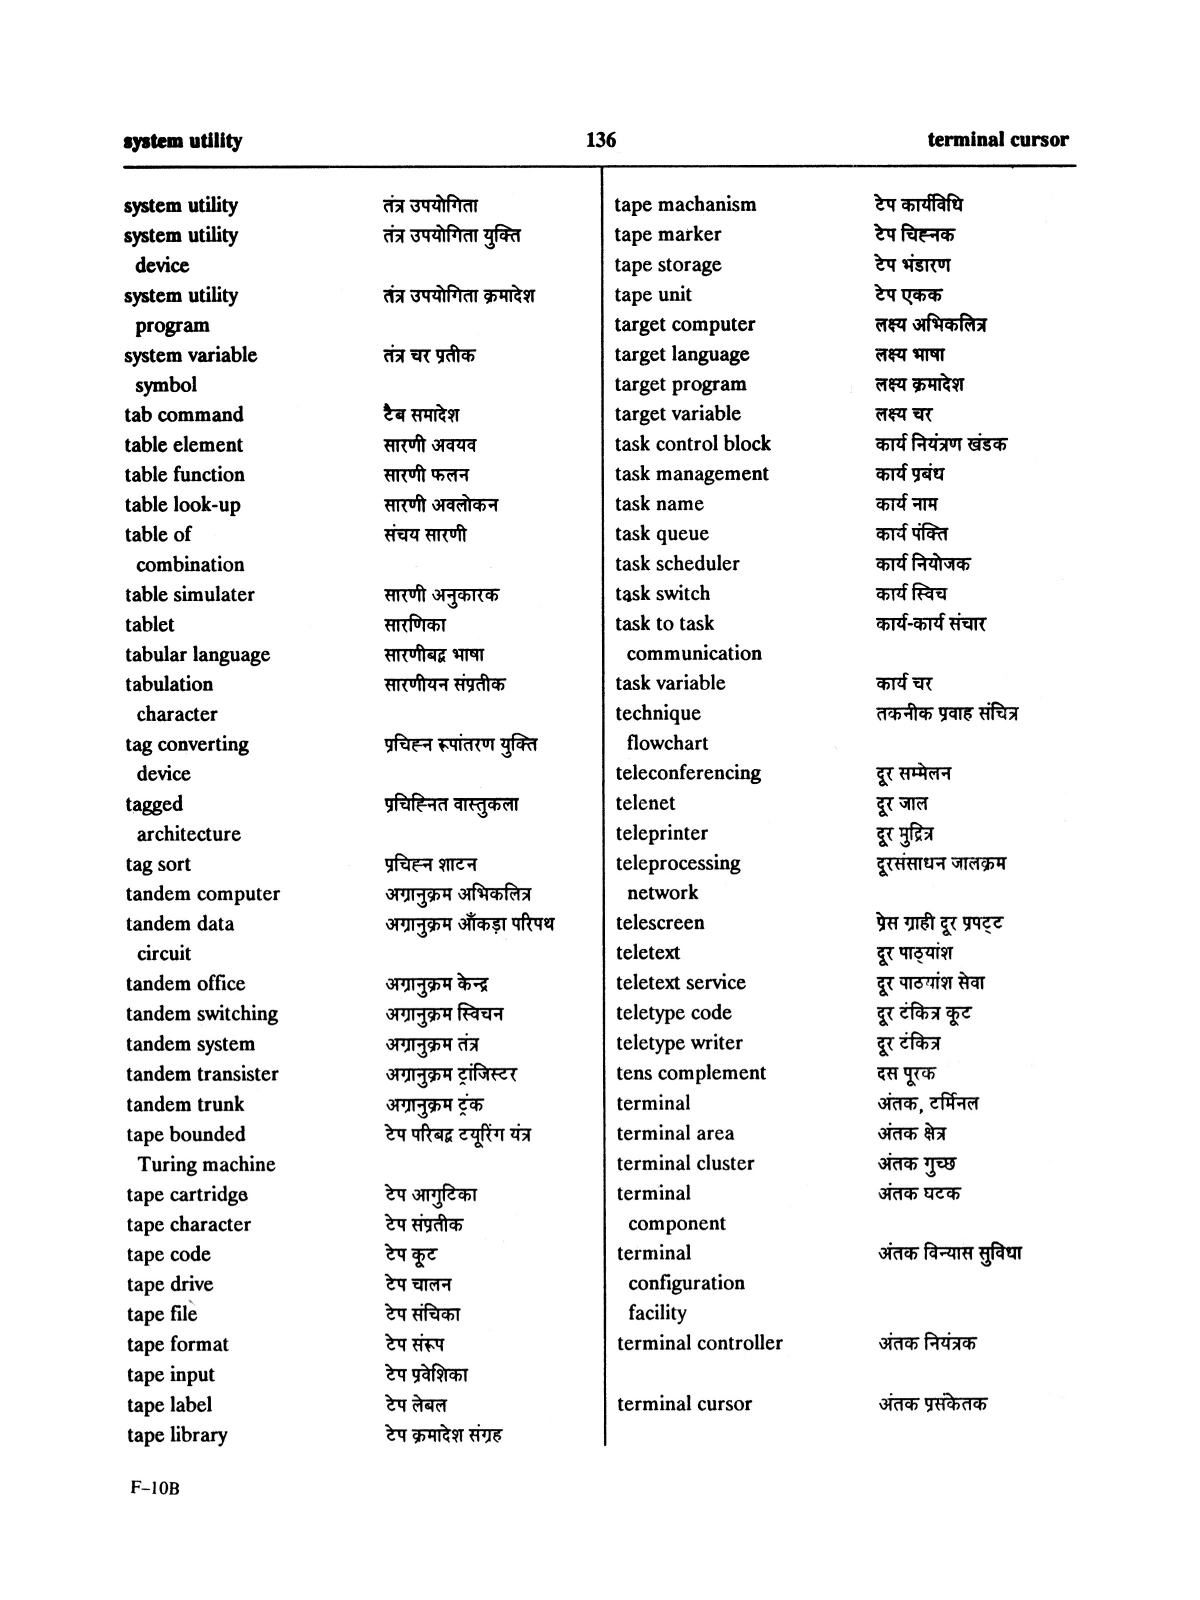 system utility 136 terminal cursor
system utility तंत्र उपयोगिता
system utility तंत्र उपयोगिता युक्ति
device
system utility तंत्र उपयोगिता क्रमादेश
program
system variable तंत्र चर प्रतीक
symbol
tab command टैब समादेश
table element सारणी अवयव
table function सारणी फलन
table look-up सारणी अवलोकन
table of संचय सारणी
combination
table simulater सारणी अनुकारक
tablet सारणिका
tabular language सारणीबद्ध भाषा
tabulation सारणीयन संप्रतीक
character
tag converting प्रचिह्न रूपांतरण युक्ति
device
tagged प्रचिह्नित वास्तुकला
architecture
tag sort प्रचिह्न शाटन
tandem computer अग्रानुक्रम अभिकलित्र
tandem data अग्रानुक्रम आँकड़ा परिपथ
circuit
tandem office अग्रानुक्रम केन्द्र
tandem switching अग्रानुक्रम स्विचन
tandem system अग्रानुक्रम तंत्र
tandem transister अग्रानुक्रम ट्रांजिस्टर
tandem trunk अग्रानुक्रम ट्रंक
tape bounded टेप परिबद्ध टयूरिंग यंत्र
Turing machine
tape cartridge टेप आगुटिका
tape character टेप संप्रतीक
tape code टेप कूट
tape drive टेप चालन
tape file टेप संचिका
tape format टेप संरूप
tape input टेप प्रवेशिका
tape label टेप लेबल
tape library टेप क्रमादेश संग्रह
tape machanism टेप कार्यविधि
tape marker टेप चिह्नक
tape storage टेप भंडारण
tape unit टेप एकक
target computer लक्ष्य अभिकलित्र
target language लक्ष्य भाषा
target program लक्ष्य क्रमादेश
target variable लक्ष्य चर
task control block कार्य नियंत्रण खंडक
task management कार्य प्रबंध
task name कार्य नाम
task queue कार्य पंक्ति
task scheduler कार्य नियोजक
task switch कार्य स्विच
task to task कार्य-कार्य संचार
communication
task variable कार्य चर
technique तकनीक प्रवाह संचित्र
flowchart
teleconferencing दूर सम्मेलन
telenet दूर जाल
teleprinter दूर मुद्रित्र
teleprocessing दूरसंसाधन जालक्रम
network
telescreen प्रेस ग्राही दूर प्रपट्ट
teletext दूर पाठ्यांश
teletext service दूर पाठयांश सेवा
teletype code दूर टंकित्र कूट
teletype writer दूर टंकित्र
tens complement दस पूरक
terminal अंतक, टर्मिनल
terminal area अंतक क्षेत्र
terminal cluster अंतक गुच्छ
terminal अंतक घटक
component
terminal अंतक विन्यास सुविधा
configuration
facility
terminal controller अंतक नियंत्रक
terminal cursor अंतक प्रसंकेतक
F-10B